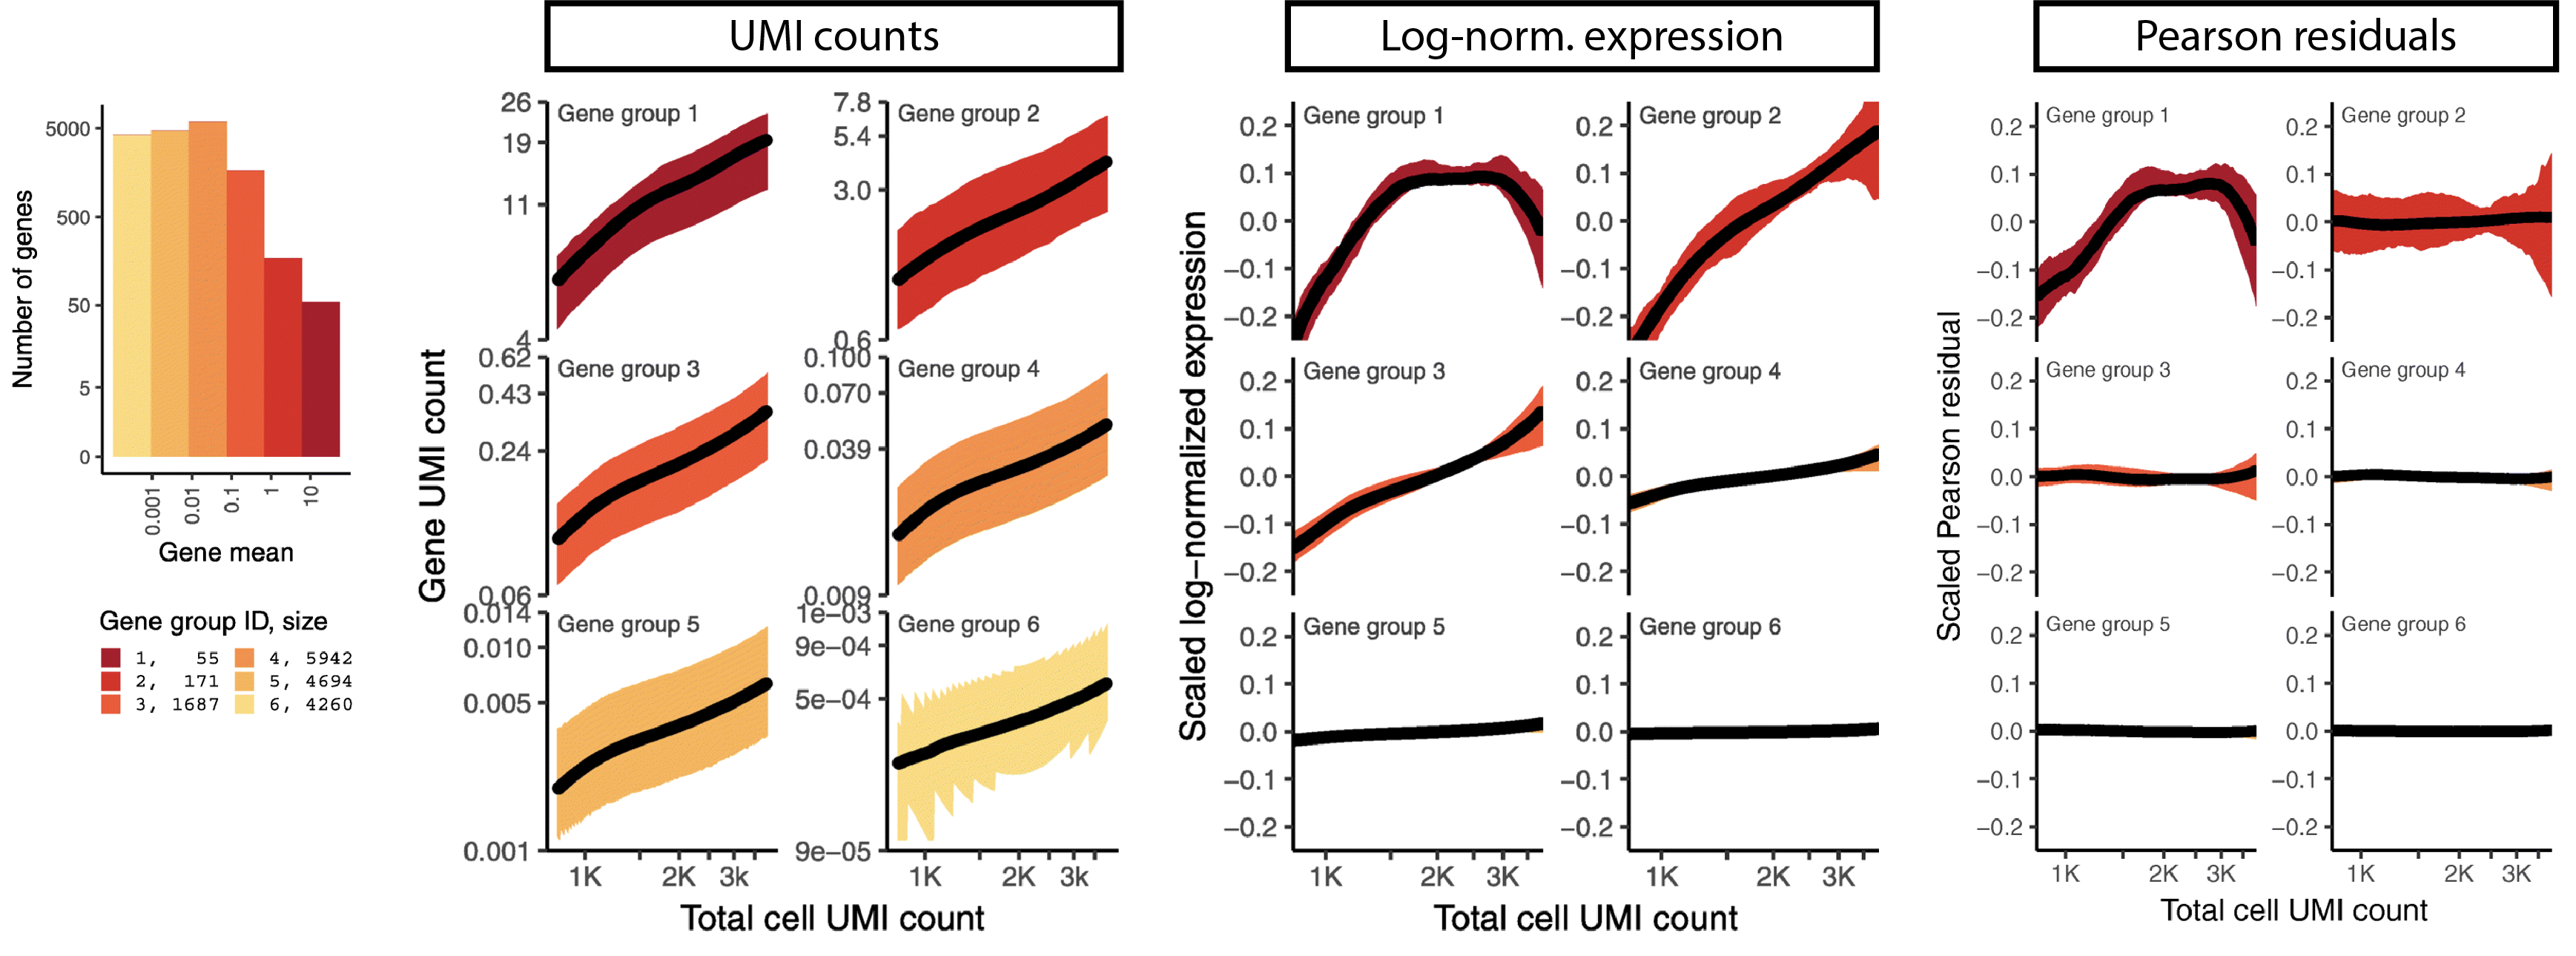 UMI counts
Log-norm. expression
Pearson residuals
Number of genes
5000
500
50
5
0
0.001
0.01
0.1
1
10
Gene mean
Gene group ID, size
1, 55
2, 171
3, 1687
4, 5942
5, 4694
6, 4260
Gene UMI count
Gene group 1
26
19
11
4
Gene group 2
7.8
5.4
3.0
0.6
Gene group 3
0.62
0.43
0.24
0.06
Gene group 4
0.100
0.070
0.039
0.009
Gene group 5
0.014
0.010
0.005
0.001
1K 2K 3k
Gene group 6
1e−03
9e−04
5e−04
9e−05
1K 2K 3k
Total cell UMI count
Scaled log−normalized expression
Gene group 1
0.2
0.1
0.0
−0.1
−0.2
Gene group 2
0.2
0.1
0.0
−0.1
−0.2
Gene group 3
0.2
0.1
0.0
−0.1
−0.2
Gene group 4
0.2
0.1
0.0
−0.1
−0.2
Gene group 5
0.2
0.1
0.0
−0.1
−0.2
1K 2K 3K
Gene group 6
0.2
0.1
0.0
−0.1
−0.2
1K 2K 3K
Total cell UMI count
Scaled Pearson residual
Gene group 1
0.2
0.1
0.0
−0.1
−0.2
Gene group 2
0.2
0.1
0.0
−0.1
−0.2
Gene group 3
0.2
0.1
0.0
−0.1
−0.2
Gene group 4
0.2
0.1
0.0
−0.1
−0.2
Gene group 5
0.2
0.1
0.0
−0.1
−0.2
1K 2K 3K
Gene group 6
0.2
0.1
0.0
−0.1
−0.2
1K 2K 3K
Total cell UMI count